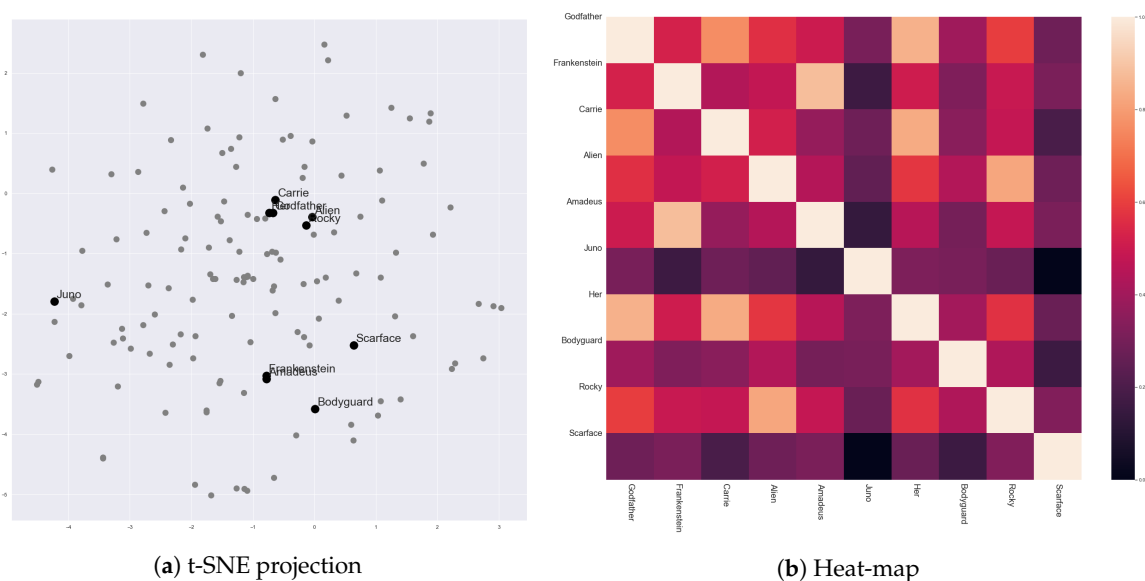 2
1
0
-1
-2
-3
-4
-5
-4
-3
-2
-1
0
1
2
3
Carrie
Godfather
Alien
Rocky
Juno
Scarface
Frankenstein
Amadeus
Bodyguard
(a) t-SNE projection
Godfather
Frankenstein
Carrie
Alien
Amadeus
Juno
Her
Bodyguard
Rocky
Scarface
Godfather
Frankenstein
Carrie
Alien
Amadeus
Juno
Her
Bodyguard
Rocky
Scarface
1.0
0.8
0.6
0.4
0.2
0.0
(b) Heat-map